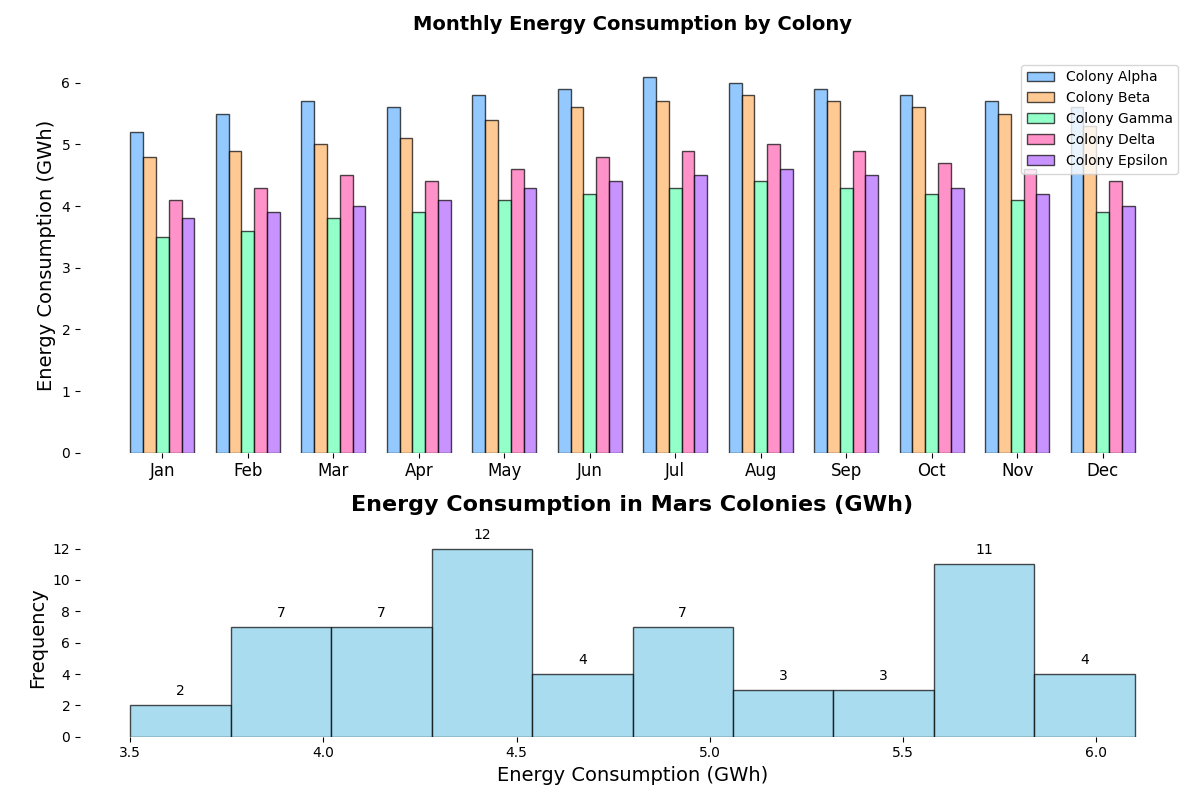 Monthly Energy Consumption by Colony
Energy Consumption (GWh)
6
5
4
3
2
1
0
Colony Alpha
Colony Beta
Colony Gamma
Colony Delta
Colony Epsilon
Jan Feb Mar Apr May Jun Jul Aug Sep Oct Nov Dec
Energy Consumption in Mars Colonies (GWh)
Frequency
12
10
8
6
4
2
0
2 7 7 12 4 7 3 3 11 4
3.5 4.0 4.5 5.0 5.5 6.0
Energy Consumption (GWh)